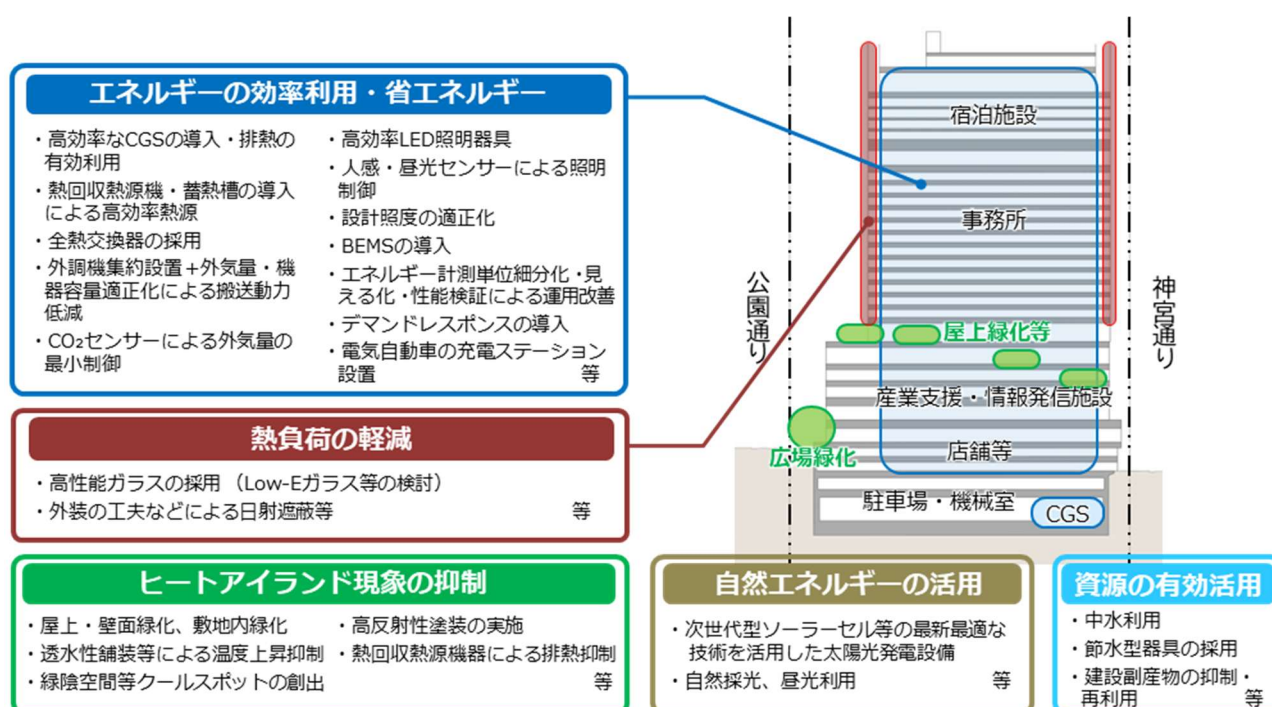 エネルギーの効率利用・省エネルギー
・高効率なCGSの導入・排熱の
有効利用
・熱回収熱源機・蓄熱槽の導入
による高効率熱源
・全熱交換器の採用
・外調機集約設置+外気量・機
器容量適正化による搬送動力
低減
・CO₂センサーによる外気量の
最小制御
・高効率LED照明器具
・人感・昼光センサーによる照明
制御
・設計照度の適正化
・BEMSの導入
・エネルギー計測単位細分化・見
える化・性能検証による運用改善
・デマンドレスポンスの導入
・電気自動車の充電ステーション
設置 等
熱負荷の軽減
・高性能ガラスの採用 (Low-Eガラス等の検討)
・外装の工夫などによる日射遮蔽等 等
宿泊施設
事務所
公園通り
神宮通り
屋上緑化等
産業支援・情報発信施設
広場緑化
店舗等
駐車場・機械室
CGS
ヒートアイランド現象の抑制
・屋上・壁面緑化、敷地内緑化
・透水性舗装等による温度上昇抑制
・緑陰空間等クールスポットの創出
・高反射性塗装の実施
・熱回収熱源機器による排熱抑制
等
自然エネルギーの活用
・次世代型ソーラーセル等の最新最適な
技術を活用した太陽光発電設備
・自然採光、昼光利用 等
資源の有効活用
・中水利用
・節水型器具の採用
・建設副産物の抑制・
再利用 等